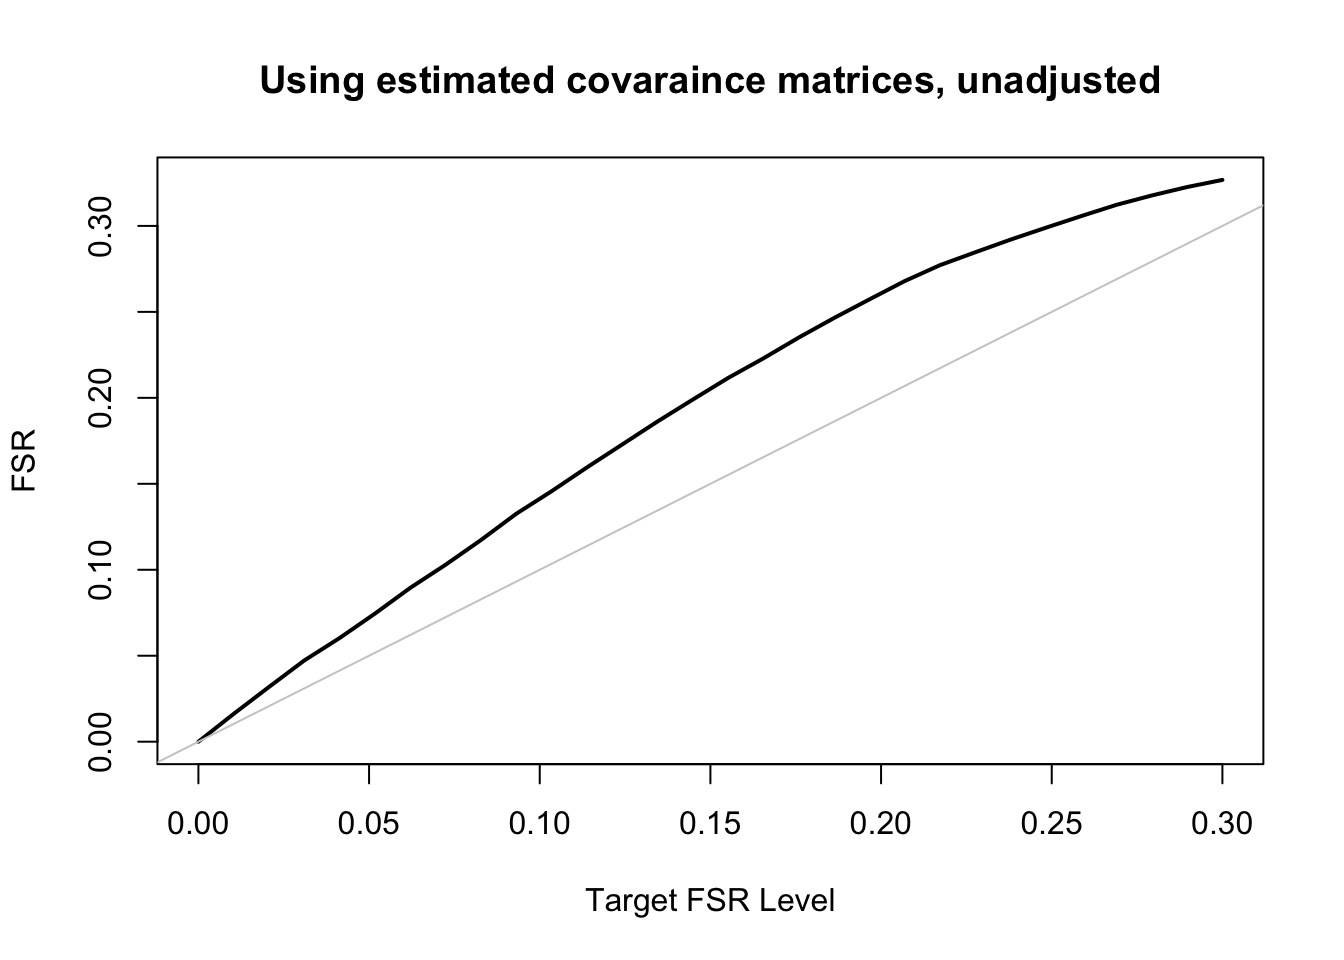 Using estimated covaraince matrices, unadjusted
FSR
0.30
0.20
0.10
0.00
0.00 0.05 0.10 0.15 0.20 0.25 0.30
Target FSR Level